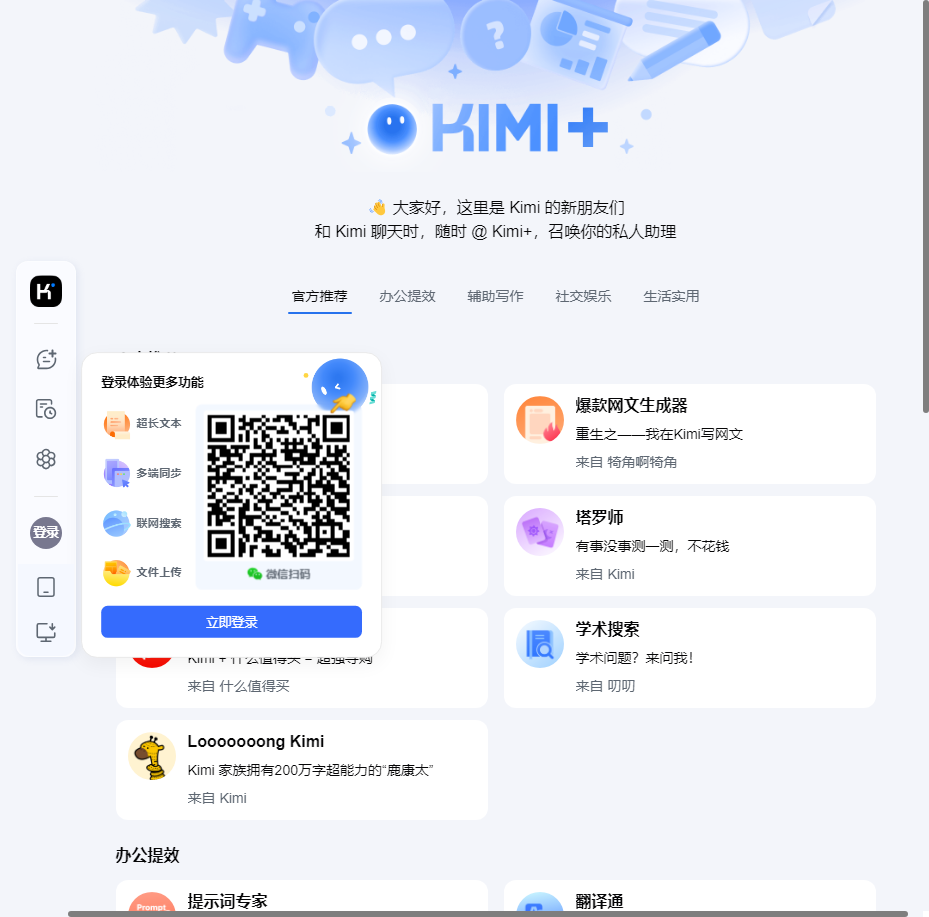 KIMI+
👋 大家好，这里是 Kimi 的新朋友们
和 Kimi 聊天时，随时 @ Kimi+，召唤你的私人助理
官方推荐
办公提效
辅助写作
社交娱乐
生活实用
登录
登录体验更多功能
超长文本
多端同步
联网搜索
文件上传
微信扫码
立即登录
爆款网文生成器
重生之——我在Kimi写网文
来自 犄角啊犄角
塔罗师
有事没事测一测，不花钱
来自 Kimi
Kimi + 什么值得买 = 超强导购
来自 什么值得买
学术搜索
学术问题？来问我！
来自 叨叨
Looooooong Kimi
Kimi 家族拥有200万字超能力的“鹿康太”
来自 Kimi
办公提效
Prompt
提示词专家
翻译通